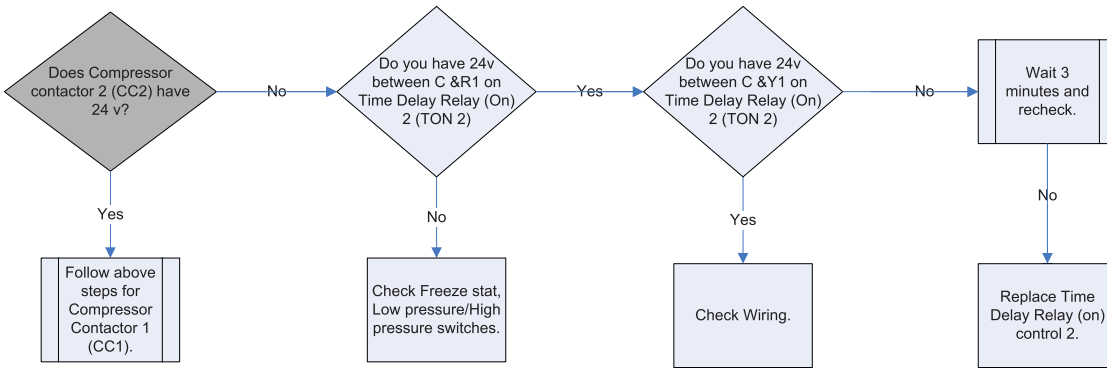 Does Compressor
contactor 2 (CC2) have
24 v?
No
Do you have 24v
between C &R1 on
Time Delay Relay (On)
2 (TON 2)
Yes
Do you have 24v
between C &Y1 on
Time Delay Relay (On)
2 (TON 2)
No
Wait 3
minutes and
recheck.
Yes
No
Yes
No
Follow above
steps for
Compressor
Contactor 1
(CC1).
Check Freeze stat,
Low pressure/High
pressure switches.
Check Wiring.
Replace Time
Delay Relay (on)
control 2.